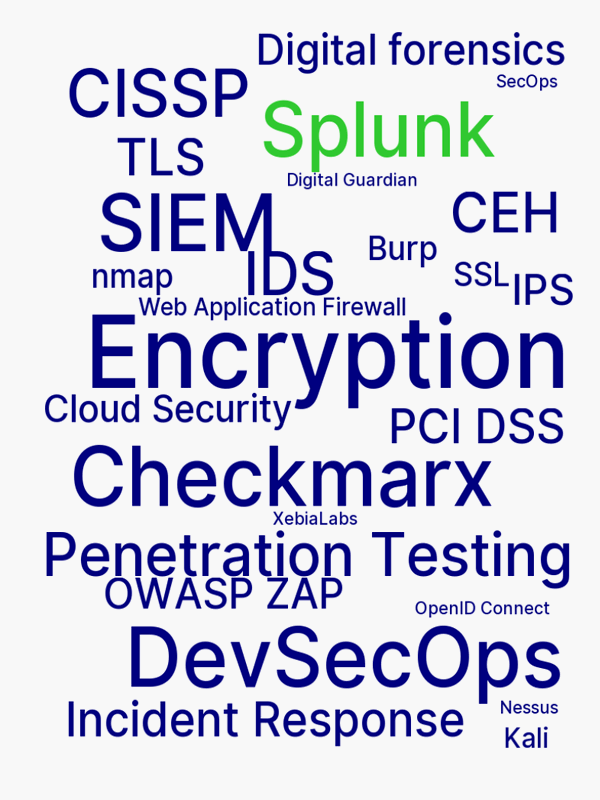 Digital forensics
CISSP
SecOps
Splunk
TLS
Digital Guardian
SIEM
CEH
Burp
IDS
nmap
SSL
IPS
Web Application Firewall
Encryption
Cloud Security
PCI DSS
Checkmarx
XebiaLabs
Penetration Testing
OWASP ZAP
OpenID Connect
DevSecOps
Incident Response
Nessus
Kali